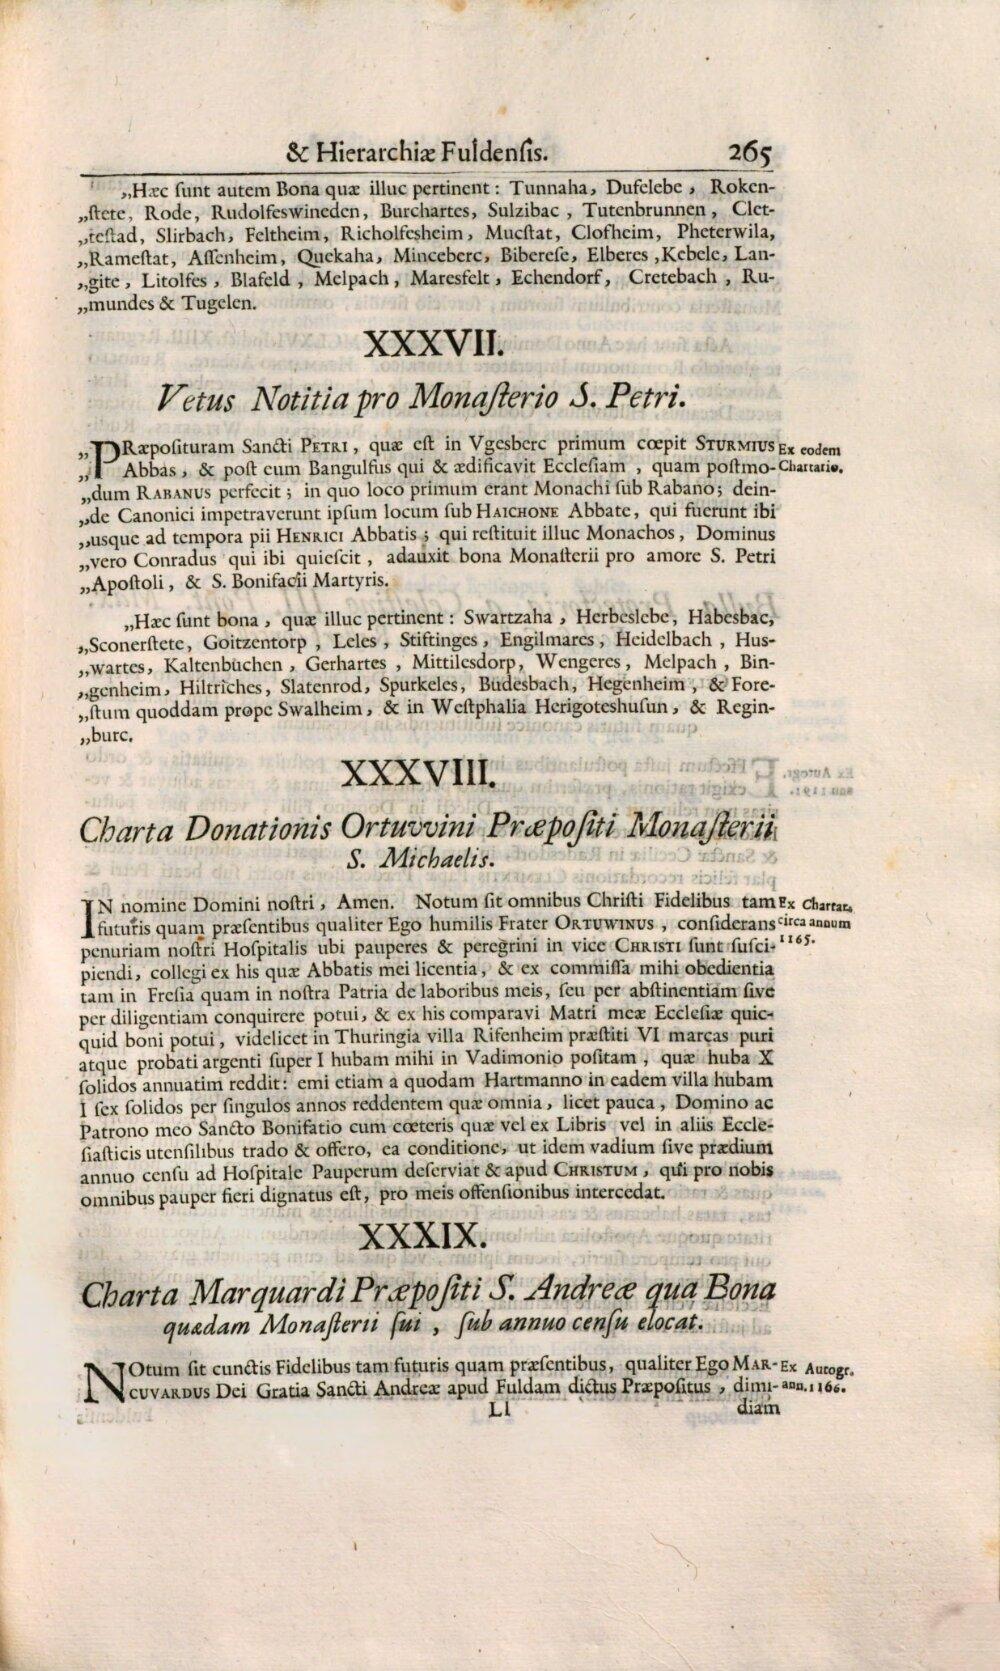 & Hierarchiæ Fuldensis. 265
„Hæc sunt autem Bona quæ illuc pertinent: Tunnaha, Dufelebe, Roken-
„stete, Rode, Rudolfeswineden, Burchartes, Sulzibac, Tutenbrunnen, Clet-
„testad, Slirbach, Feltheim, Richolfesheim, Mucstat, Clofheim, Pheterwila,
„Ramestat, Assenheim, Quekaha, Mincebere, Biberese, Elberes, Kebele, Lan-
„gite, Litolfes, Blafeld, Melpach, Maresfelt, Echendorf, Cretebach, Ru-
„mundes & Tugelen.
XXXVII.
Vetus Notitia pro Monasterio S. Petri.
„PRæposituram Sancti PETRI, quæ est in Vgesberc primum cœpit STURMIUS Ex eodem
„Abbas, & post eum Bangulfus qui & ædificavit Ecclesiam, quam postmo- Chartario.
„dum RABANUS perfecit; in quo loco primum erant Monachi sub Rabano; dein-
„de Canonici impetraverunt ipsum locum sub HAICHONE Abbate, qui fuerunt ibi
„usque ad tempora pii HENRICI Abbatis; qui restituit illuc Monachos, Dominus
„vero Conradus qui ibi quiescit, adauxit bona Monasterii pro amore S. Petri
„Apostoli, & S. Bonifacii Martyris.
„Hæc sunt bona, quæ illuc pertinent: Swartzaha, Herbeslebe, Habesbac,
„Sconerstete, Goitzentorp, Leles, Stiftinges, Engilmares, Heidelbach, Hus-
„wartes, Kaltenbuchen, Gerhartes, Mittilesdorp, Wengeres, Melpach, Bin-
„genheim, Hiltriches, Slatenrod, Spurkeles, Budesbach, Hegenheim, & Fore-
„stum quoddam prope Swalheim, & in Westphalia Herigoteshusun, & Regin-
„burc.
XXXVIII.
Charta Donationis Ortuvvini Præpositi Monasterii
S. Michaelis.
IN nomine Domini nostri, Amen. Notum sit omnibus Christi Fidelibus tam Ex Chartar.
futuris quam præsentibus qualiter Ego humilis Frater ORTUWINUS, considerans circa annum
penuriam nostri Hospitalis ubi pauperes & peregrini in vice CHRISTI sunt susci- 1165.
piendi, collegi ex his quæ Abbatis mei licentia, & ex commissa mihi obedientia
tam in Fresia quam in nostra Patria de laboribus meis, seu per abstinentiam sive
per diligentiam conquirere potui, & ex his comparavi Matri meæ Ecclesiæ quic-
quid boni potui, videlicet in Thuringia villa Rifenheim præstiti VI marcas puri
atque probati argenti super I hubam mihi in Vadimonio positam, quæ huba X
solidos annuatim reddit: emi etiam a quodam Hartmanno in eadem villa hubam
I sex solidos per singulos annos reddentem quæ omnia, licet pauca, Domino ac
Patrono meo Sancto Bonifatio cum cœteris quæ vel ex Libris vel in aliis Eccle-
siasticis utensilibus trado & offero, ea conditione, ut idem vadium sive prædium
annuo censu ad Hospitale Pauperum deserviat & apud CHRISTUM, qui pro nobis
omnibus pauper fieri dignatus est, pro meis offensionibus intercedat.
XXXIX.
Charta Marquardi Præpositi S. Andreæ qua Bona
quædam Monasterii sui, sub annuo censu elocat.
NOtum sit cunctis Fidelibus tam futuris quam præsentibus, qualiter Ego MAR- Ex Autogr.
CUVARDUS Dei Gratia Sancti Andreæ apud Fuldam dictus Præpositus, dimi- ann. 1166.
Ll diam